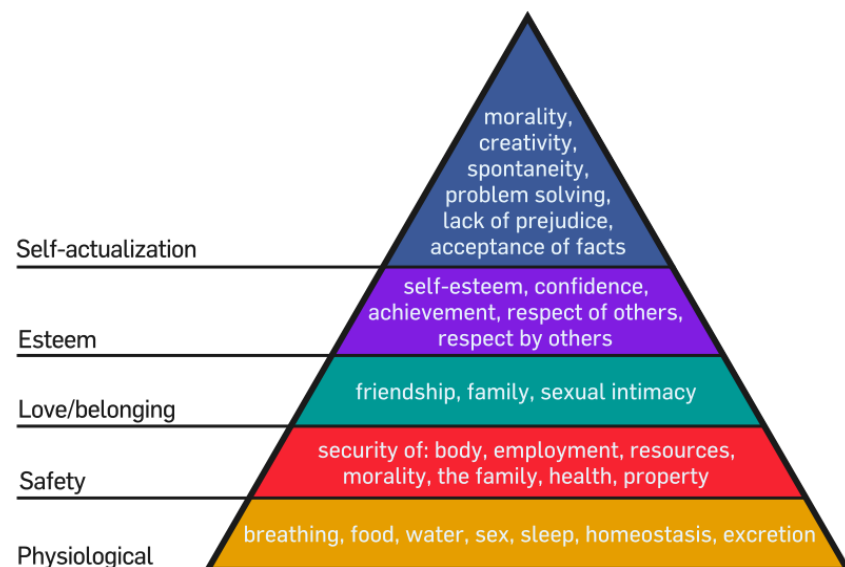 morality,
creativity,
spontaneity,
problem solving,
lack of prejudice,
acceptance of facts
Self-actualization
self-esteem, confidence,
achievement, respect of others,
respect by others
Esteem
friendship, family, sexual intimacy
Love/belonging
security of: body, employment, resources,
morality, the family, health, property
Safety
breathing, food, water, sex, sleep, homeostasis, excretion
Physiological